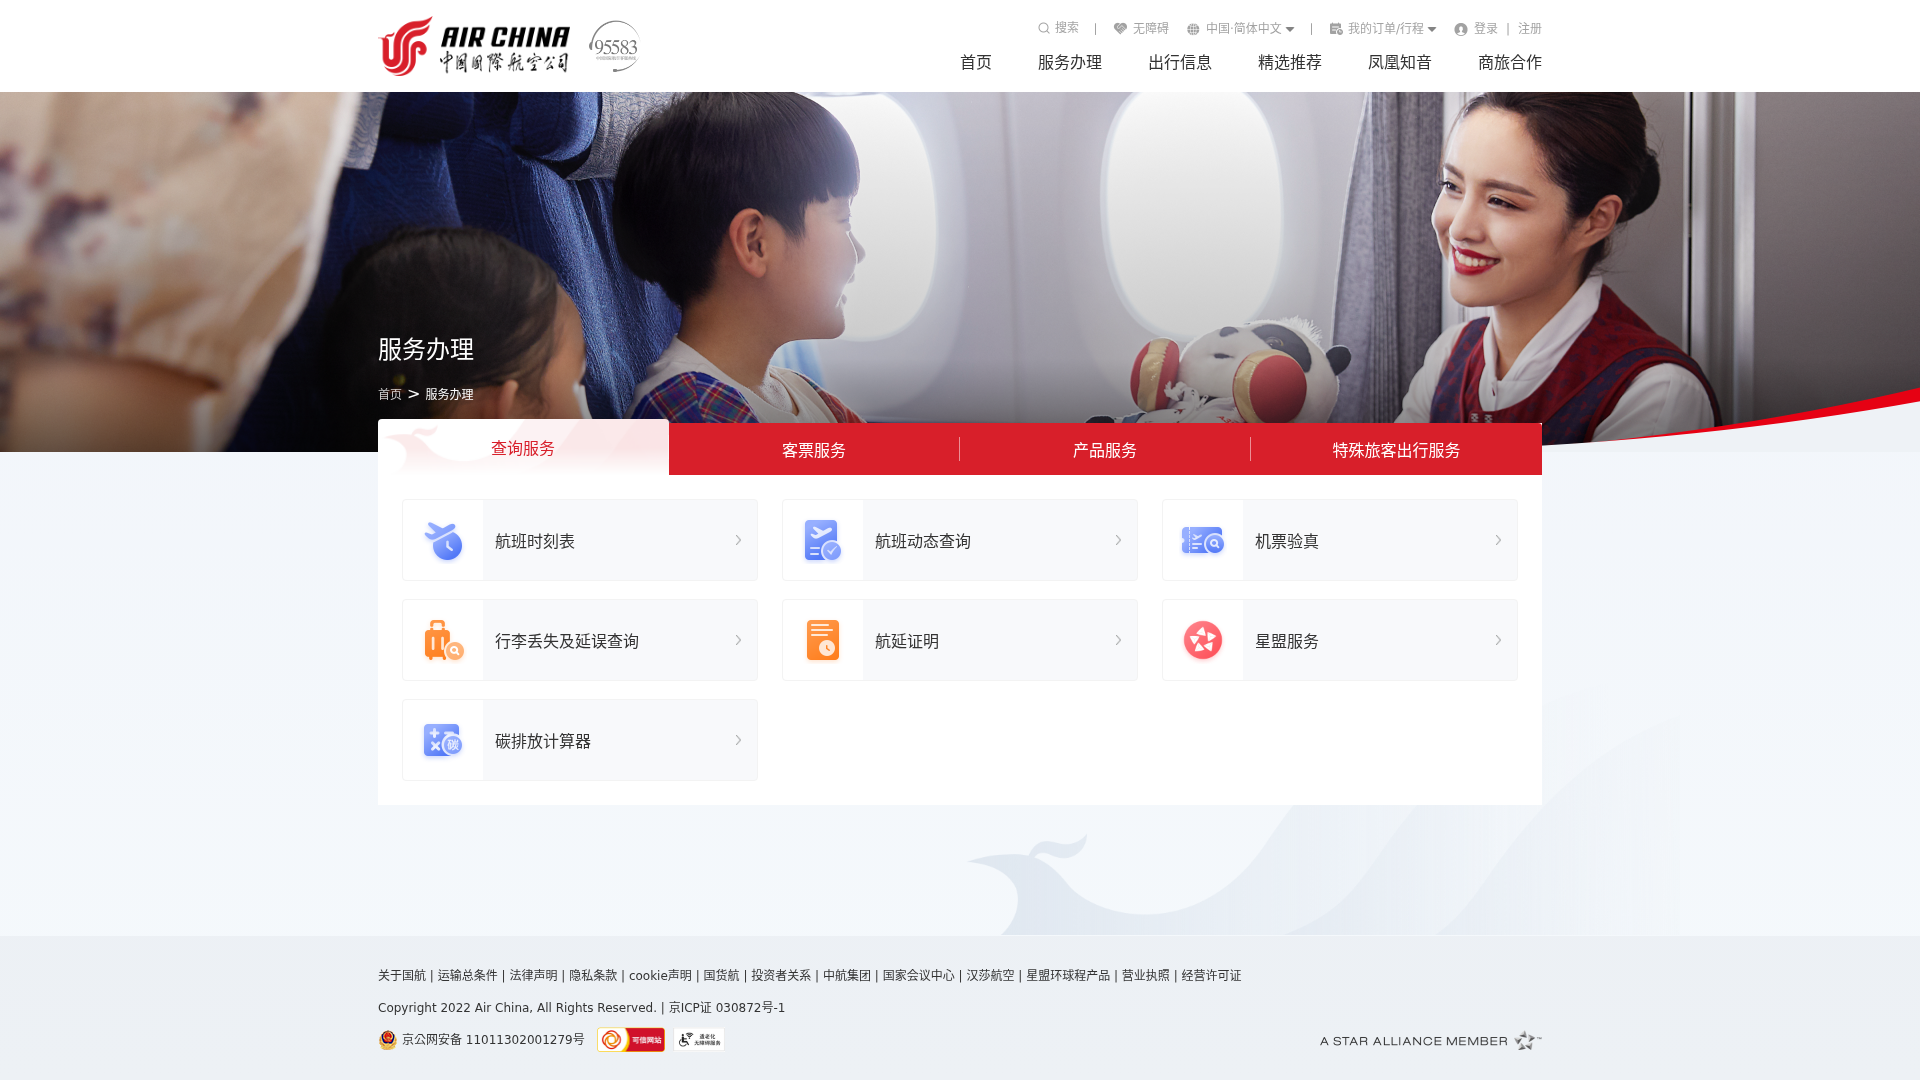 AIR CHINA
中国国际航空公司
95583
搜索 | 无障碍 中国-简体中文 | 我的订单/行程 登录 | 注册
首页 服务办理 出行信息 精选推荐 凤凰知音 商旅合作
服务办理
首页 > 服务办理
查询服务 客票服务 产品服务 特殊旅客出行服务
航班时刻表 航班动态查询 机票验真
行李丢失及延误查询 航延证明 星盟服务
碳
碳排放计算器
关于国航 | 运输总条件 | 法律声明 | 隐私条款 | cookie声明 | 国货航 | 投资者关系 | 中航集团 | 国家会议中心 | 汉莎航空 | 星盟环球程产品 | 营业执照 | 经营许可证
Copyright 2022 Air China, All Rights Reserved. | 京ICP证 030872号-1
京公网安备 11011302001279号 可信网站 适老化 无障碍服务
A STAR ALLIANCE MEMBER